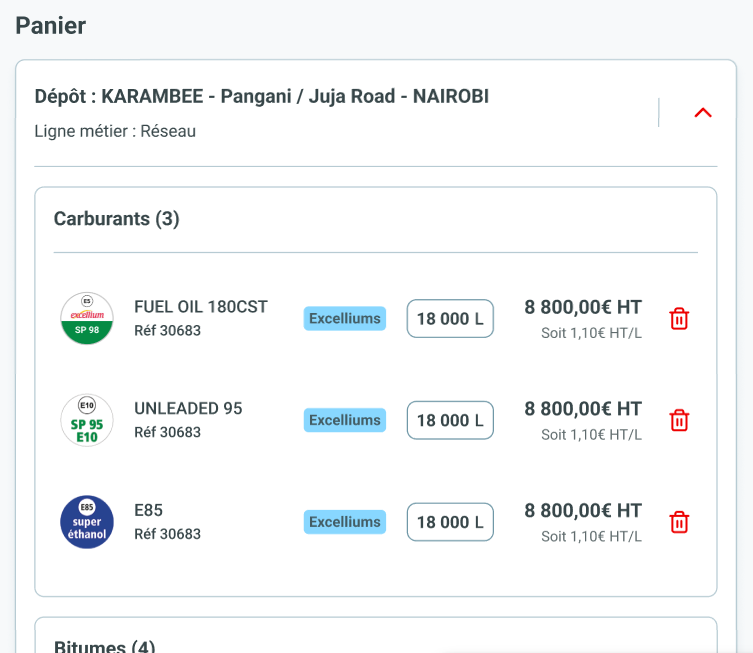 Panier
Dépôt : KARAMBEE - Pangani / Juja Road - NAIROBI
Ligne métier : Réseau
Carburants (3)
E5
excellium
SP 98
FUEL OIL 180CST
Réf 30683
Excelliums
18 000 L
8 800,00€ HT
Soit 1,10€ HT/L
E10
SP 95
E10
UNLEADED 95
Réf 30683
Excelliums
18 000 L
8 800,00€ HT
Soit 1,10€ HT/L
E85
super
éthanol
E85
Réf 30683
Excelliums
18 000 L
8 800,00€ HT
Soit 1,10€ HT/L
Bitumes (4)